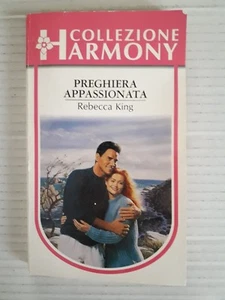 COLLEZIONE
HARMONY
PREGHIERA
APPASSIONATA
Rebecca King